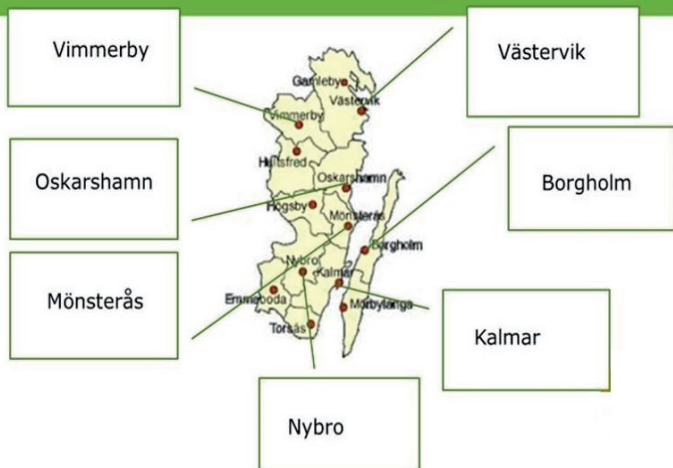 Vimmerby
Västervik
Oskarshamn
Borgholm
Mönsterås
Kalmar
Nybro
Gamleby
Västervik
Vimmerby
Hultsfred
Oskarshamn
Högsby
Mönsterås
Borgholm
Nybro
Kalmar
Emmaboda
Mörbylånga
Torsås